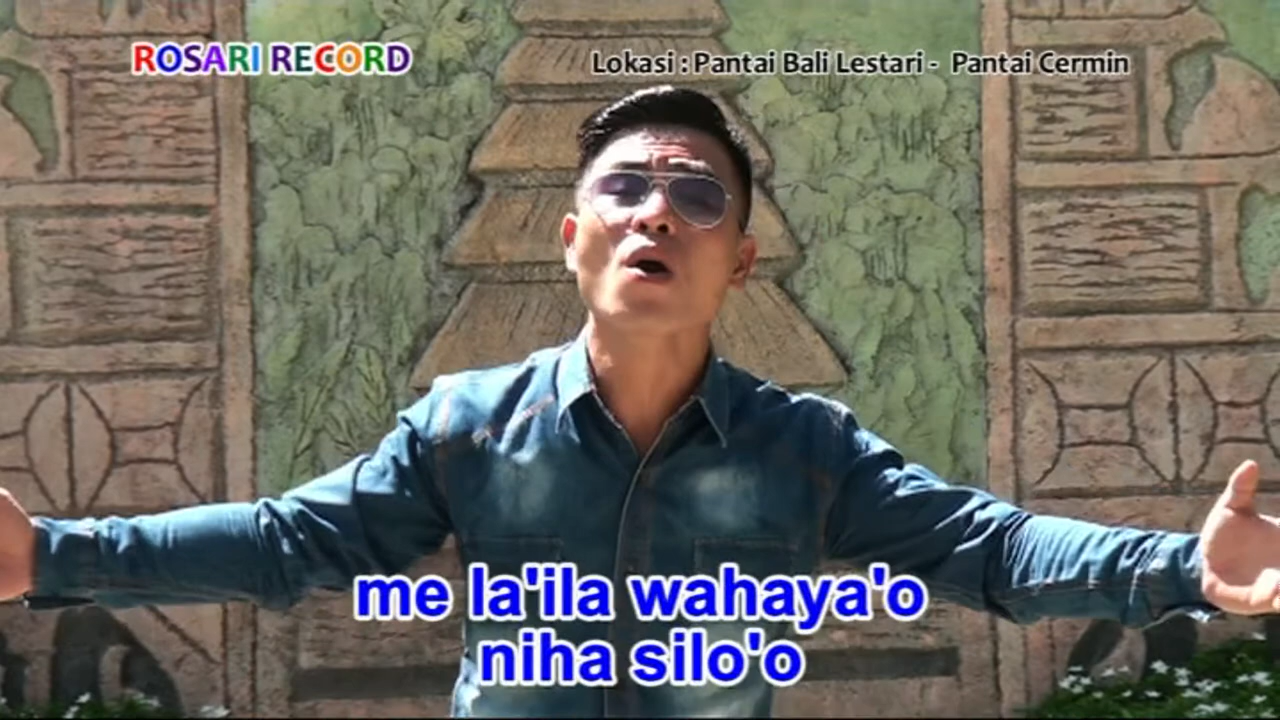 ROSARI RECORD
Lokasi : Pantai Bali Lestari - Pantai Cermin
me la'ila wahaya'o
niha silo'o